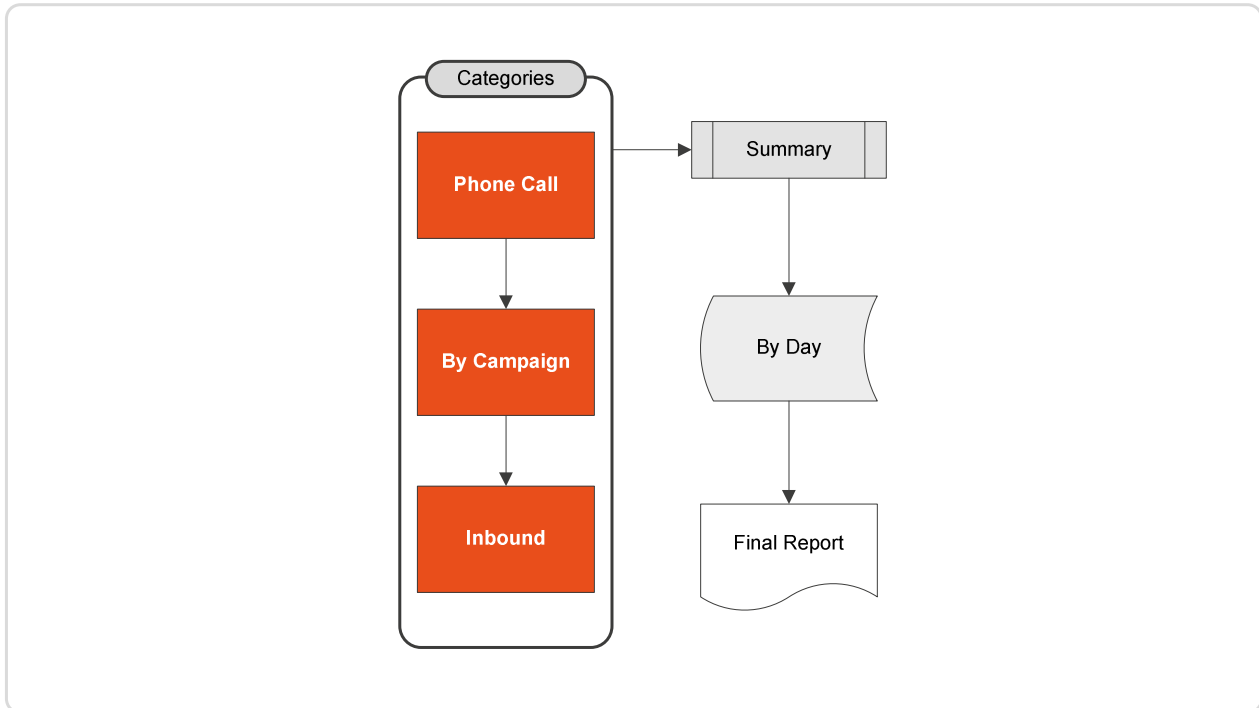 Categories
Phone Call
By Campaign
Inbound
Summary
By Day
Final Report